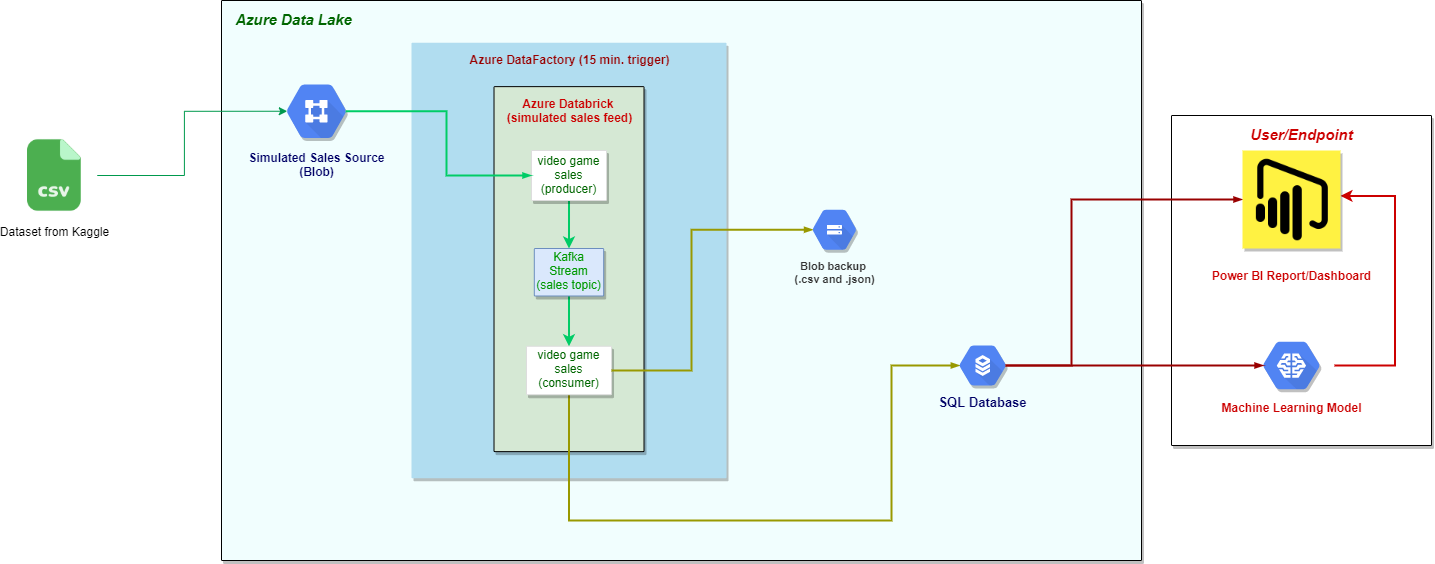 Azure Data Lake
Azure DataFactory (15 min. trigger)
Azure Databrick
(simulated sales feed)
Simulated Sales Source
(Blob)
CSV
Dataset from Kaggle
video game
sales
(producer)
Kafka
Stream
(sales topic)
video game
sales
(consumer)
Blob backup
(.csv and .json)
SQL Database
User/Endpoint
Power BI Report/Dashboard
Machine Learning Model